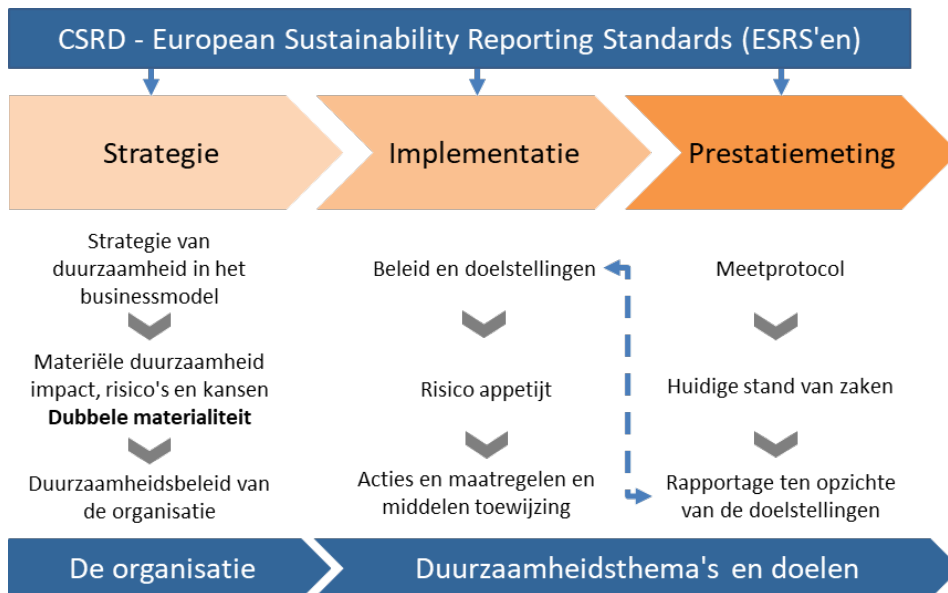 CSRD - European Sustainability Reporting Standards (ESRS'en)
Strategie
Implementatie
Prestatiemeting
Strategie van
duurzaamheid in het
businessmodel
Materiële duurzaamheid
impact, risico's en kansen
Dubbele materialiteit
Duurzaamheidsbeleid van
de organisatie
Beleid en doelstellingen
Risico appetijt
Acties en maatregelen en
middelen toewijzing
Meetprotocol
Huidige stand van zaken
Rapportage ten opzichte
van de doelstellingen
De organisatie
Duurzaamheidsthema's en doelen